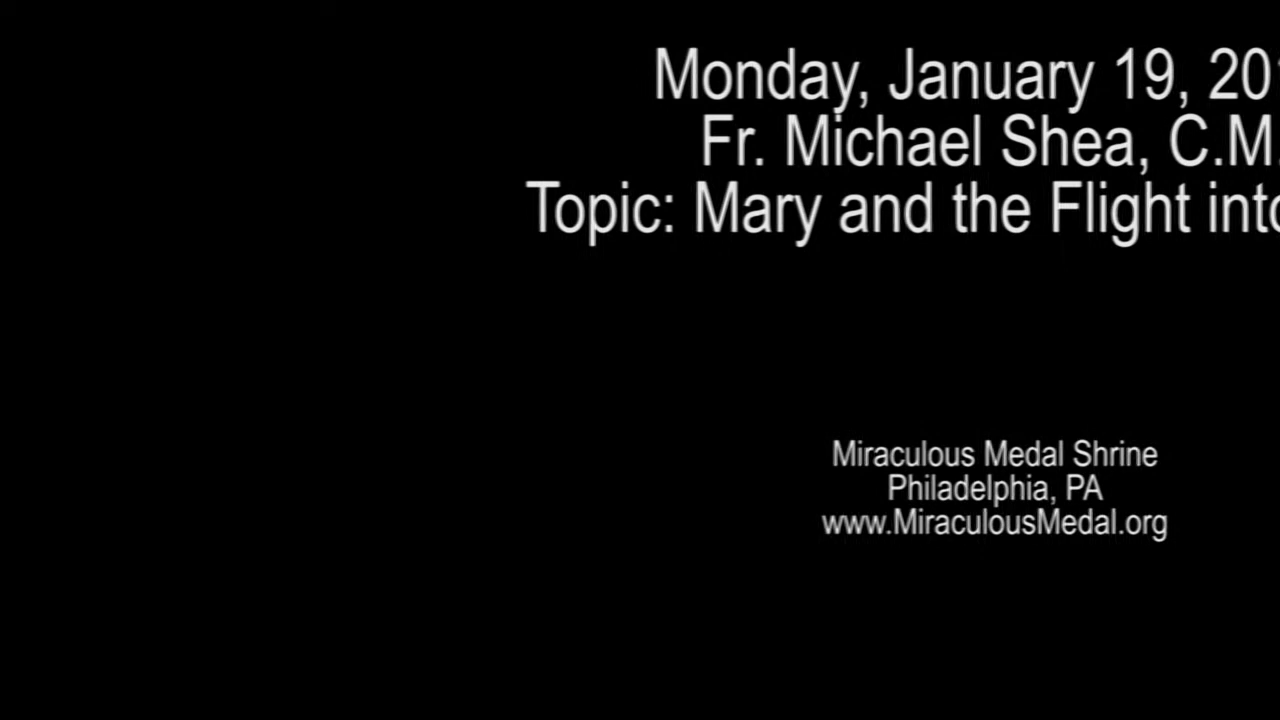 Monday, January 19, 20
Fr. Michael Shea, C.M.
Topic: Mary and the Flight into
Miraculous Medal Shrine
Philadelphia, PA
www.MiraculousMedal.org